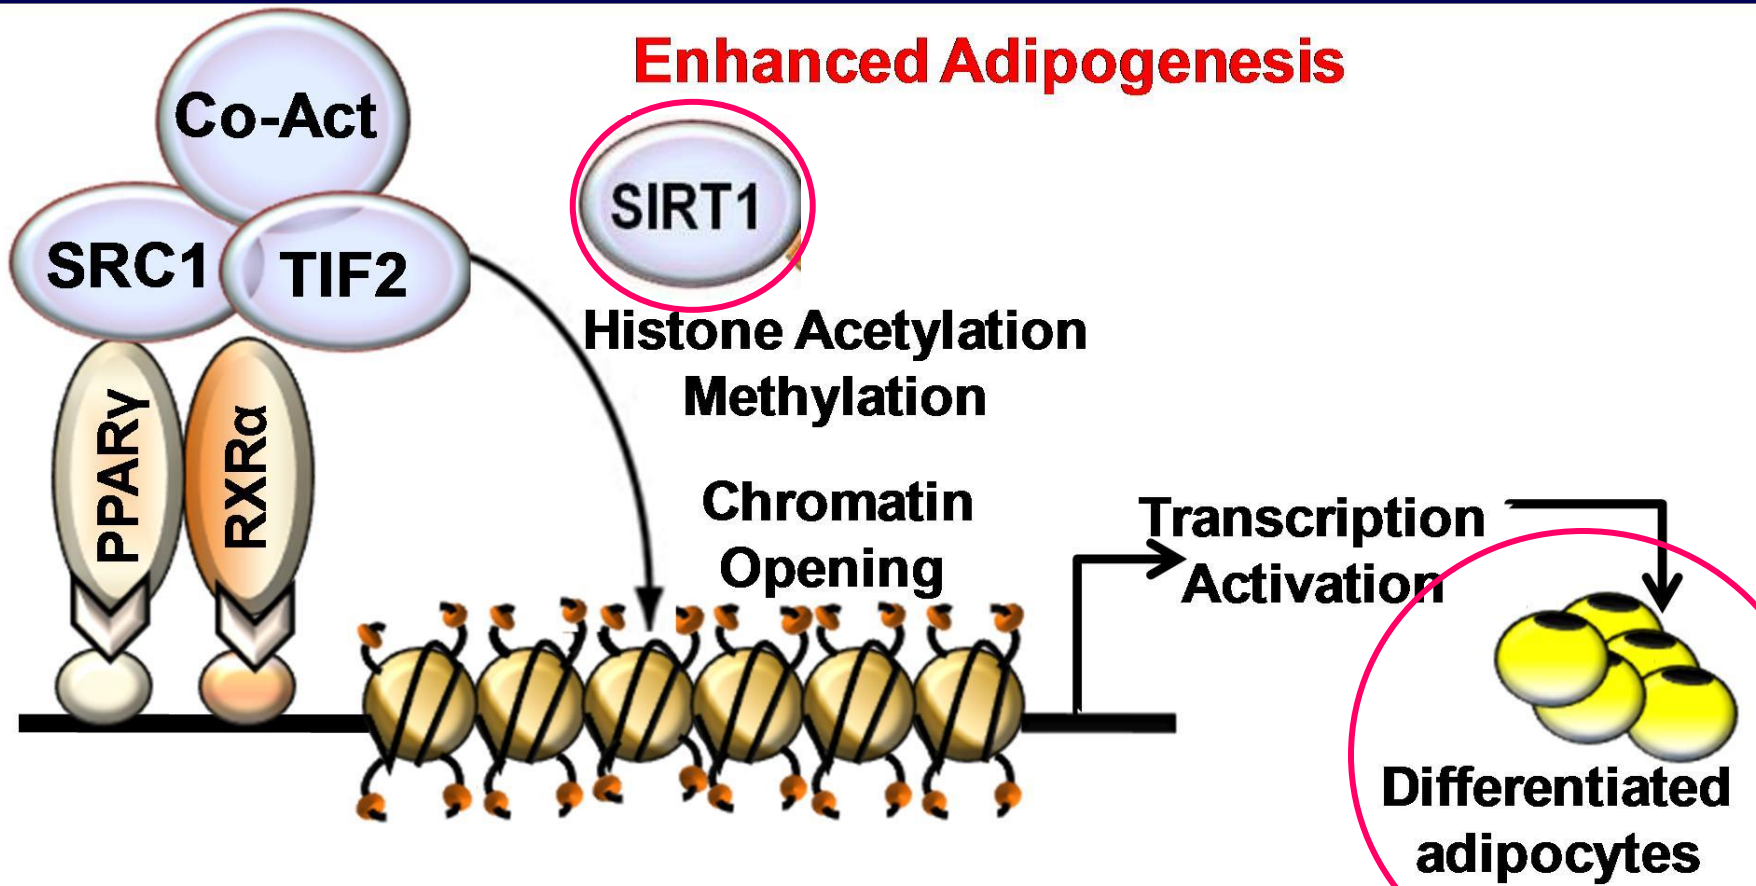 Enhanced Adipogenesis
Co-Act
SRC1
TIF2
SIRT1
PPARγ
RXRα
Histone Acetylation
Methylation
Chromatin
Opening
Transcription
Activation
Differentiated
adipocytes